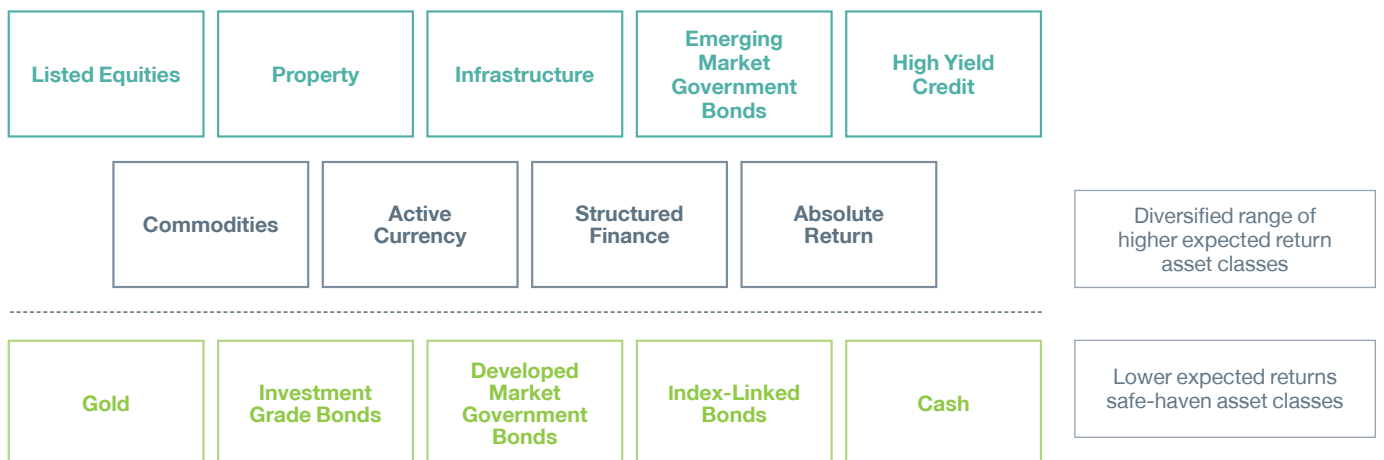 Listed Equities
Property
Infrastructure
Emerging
Market
Government
Bonds
High Yield
Credit
Commodities
Active
Currency
Structured
Finance
Absolute
Return
Diversified range of
higher expected return
asset classes
Gold
Investment
Grade Bonds
Developed
Market
Government
Bonds
Index-Linked
Bonds
Cash
Lower expected returns
safe-haven asset classes